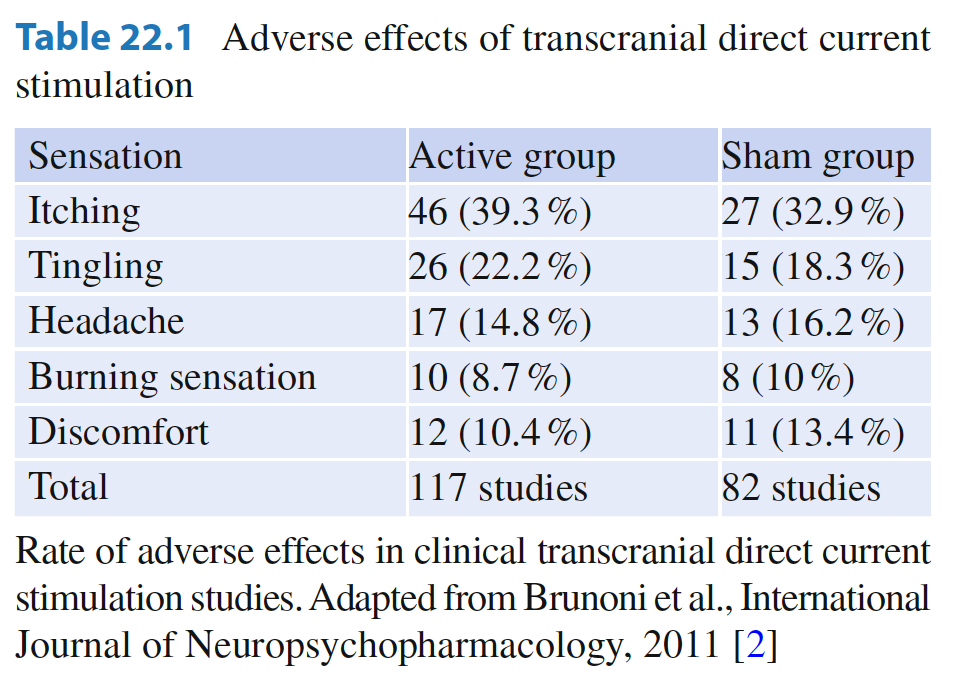 Table 22.1 Adverse effects of transcranial direct current
stimulation
Sensation Active group Sham group
Itching 46 (39.3 %) 27 (32.9 %)
Tingling 26 (22.2 %) 15 (18.3 %)
Headache 17 (14.8 %) 13 (16.2 %)
Burning sensation 10 (8.7 %) 8 (10 %)
Discomfort 12 (10.4 %) 11 (13.4 %)
Total 117 studies 82 studies
Rate of adverse effects in clinical transcranial direct current
stimulation studies. Adapted from Brunoni et al., International
Journal of Neuropsychopharmacology, 2011 [2]